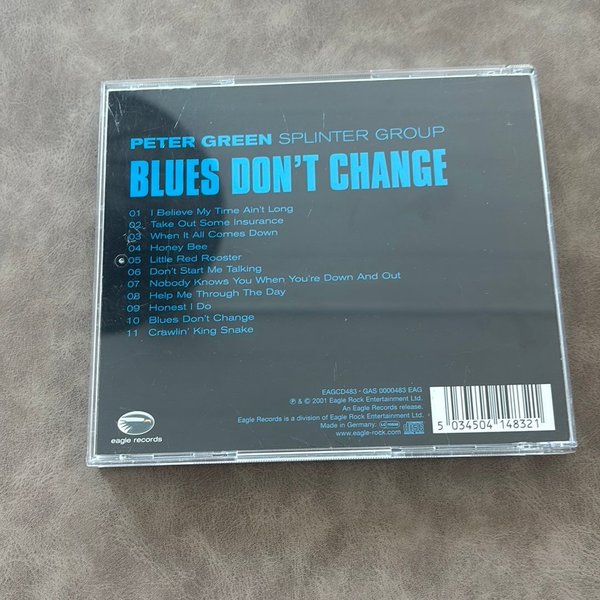 PETER GREEN SPLINTER GROUP
BLUES DON'T CHANGE
01 I Believe My Time Ain't Long
02 Take Out Some Insurance
03 When It All Comes Down
04 Honey Bee
05 Little Red Rooster
06 Don't Start Me Talking
07 Nobody Knows You When You're Down And Out
08 Help Me Through The Day
09 Honest I Do
10 Blues Don't Change
11 Crawlin' King Snake
EAGCD483 · GAS 0000483 EAG
℗ & © 2001 Eagle Rock Entertainment Ltd.
An Eagle Records release.
Eagle Records is a division of Eagle Rock Entertainment Ltd.
Made in Germany.
www.eagle-rock.com
eagle records
5 034504 148321